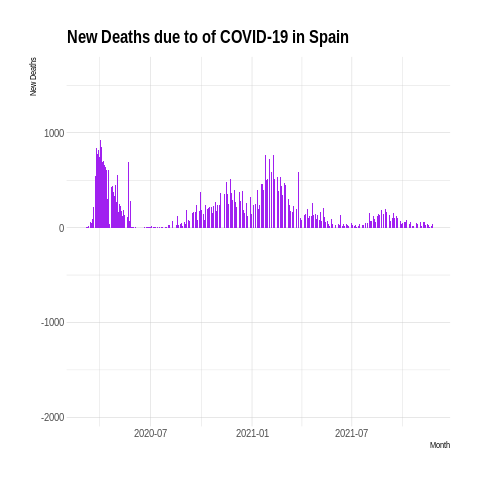 New Deaths due to of COVID-19 in Spain
New Deaths
1000
0
-1000
-2000
2020-07
2021-01
2021-07
Month